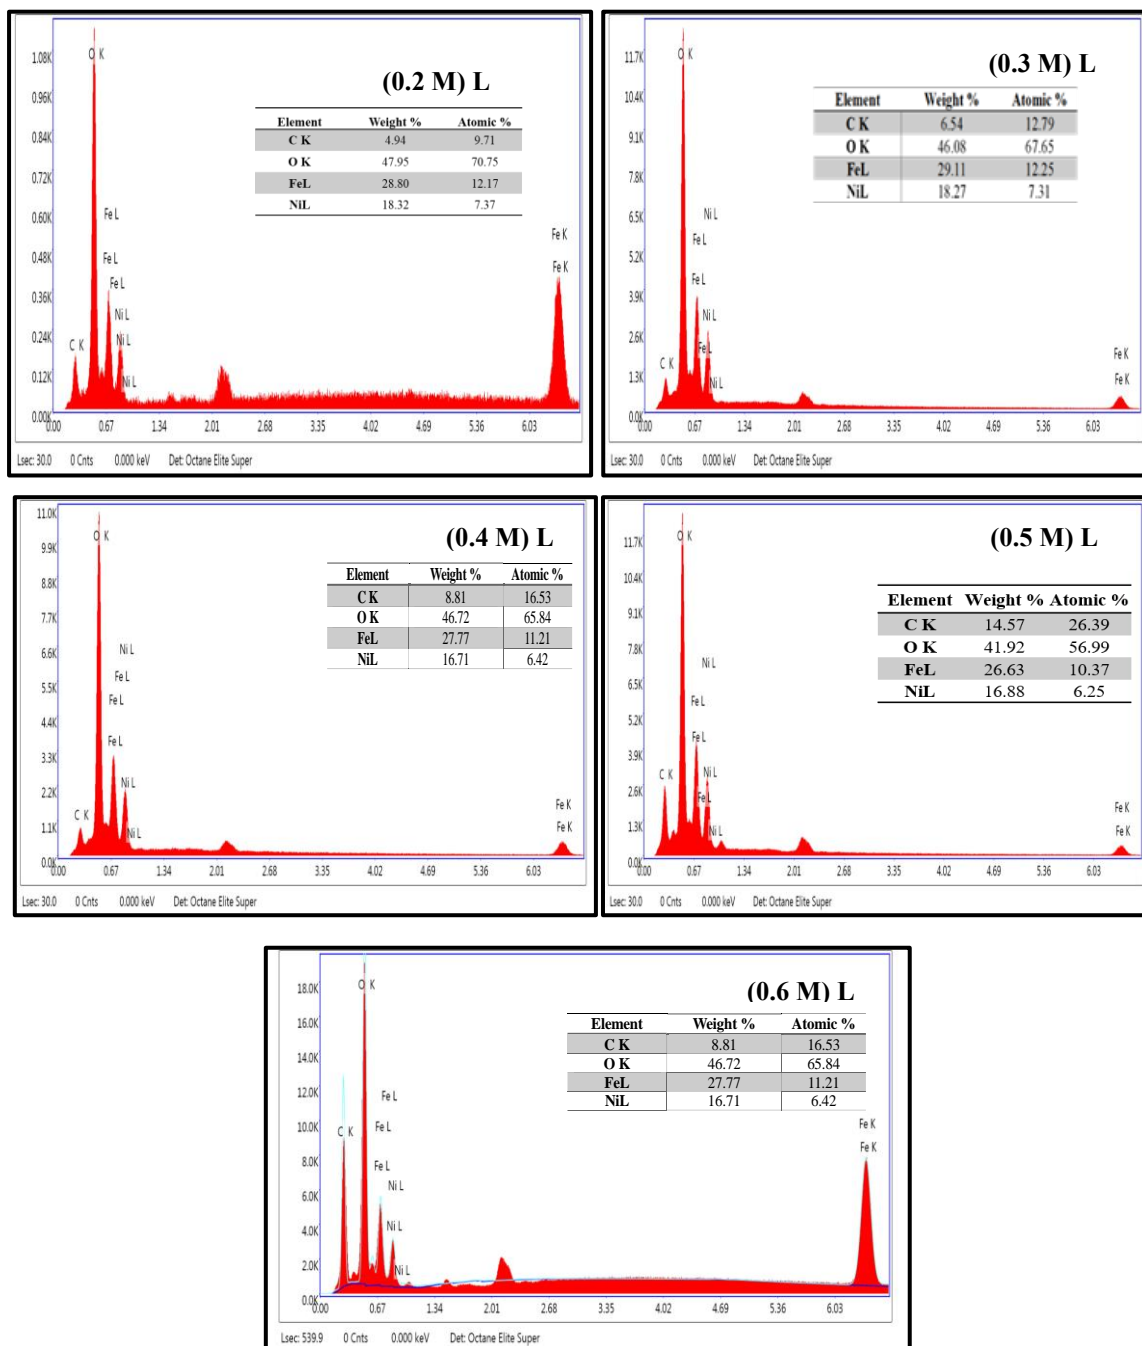 (0.2 M) L
Element Weight % Atomic %
C K 4.94 9.71
O K 47.95 70.75
FeL 28.80 12.17
NiL 18.32 7.37
1.08K
0.96K
0.84K
0.72K
0.60K
0.48K
0.36K
0.24K
0.12K
0.00K
O K
Fe L
Fe L
Fe L
Ni L
Ni L
Ni L
C K
Fe K
Fe K
0.00 0.67 1.34 2.01 2.68 3.35 4.02 4.69 5.36 6.03
Lsec: 30.0 0 Cnts 0.000 keV Det: Octane Elite Super
(0.3 M) L
Element Weight % Atomic %
C K 6.54 12.79
O K 46.08 67.65
FeL 29.11 12.25
NiL 18.27 7.31
11.7K
10.4K
9.1K
7.8K
6.5K
5.2K
3.9K
2.6K
1.3K
0.0K
O K
Ni L
Fe L
Fe L
Ni L
Fe L
Ni L
C K
Fe K
Fe K
0.00 0.67 1.34 2.01 2.68 3.35 4.02 4.69 5.36 6.03
Lsec: 30.0 0 Cnts 0.000 keV Det: Octane Elite Super
(0.4 M) L
Element Weight % Atomic %
C K 8.81 16.53
O K 46.72 65.84
FeL 27.77 11.21
NiL 16.71 6.42
11.0K
9.9K
8.8K
7.7K
6.6K
5.5K
4.4K
3.3K
2.2K
1.1K
0.0K
O K
Ni L
Fe L
Fe L
Fe L
Ni L
Ni L
C K
Fe K
Fe K
0.00 0.67 1.34 2.01 2.68 3.35 4.02 4.69 5.36 6.03
Lsec: 30.0 0 Cnts 0.000 keV Det: Octane Elite Super
(0.5 M) L
Element Weight % Atomic %
C K 14.57 26.39
O K 41.92 56.99
FeL 26.63 10.37
NiL 16.88 6.25
11.7K
10.4K
9.1K
7.8K
6.5K
5.2K
3.9K
2.6K
1.3K
0.0K
O K
Ni L
Fe L
Fe L
Ni L
Fe L
Ni L
C K
Fe K
Fe K
0.00 0.67 1.34 2.01 2.68 3.35 4.02 4.69 5.36 6.03
Lsec: 30.0 0 Cnts 0.000 keV Det: Octane Elite Super
(0.6 M) L
Element Weight % Atomic %
C K 8.81 16.53
O K 46.72 65.84
FeL 27.77 11.21
NiL 16.71 6.42
18.0K
16.0K
14.0K
12.0K
10.0K
8.0K
6.0K
4.0K
2.0K
0.0K
O K
Fe L
Fe L
Fe L
Ni L
Ni L
Ni L
C K
Fe K
Fe K
0.00 0.67 1.34 2.01 2.68 3.35 4.02 4.69 5.36 6.03
Lsec: 539.9 0 Cnts 0.000 keV Det: Octane Elite Super